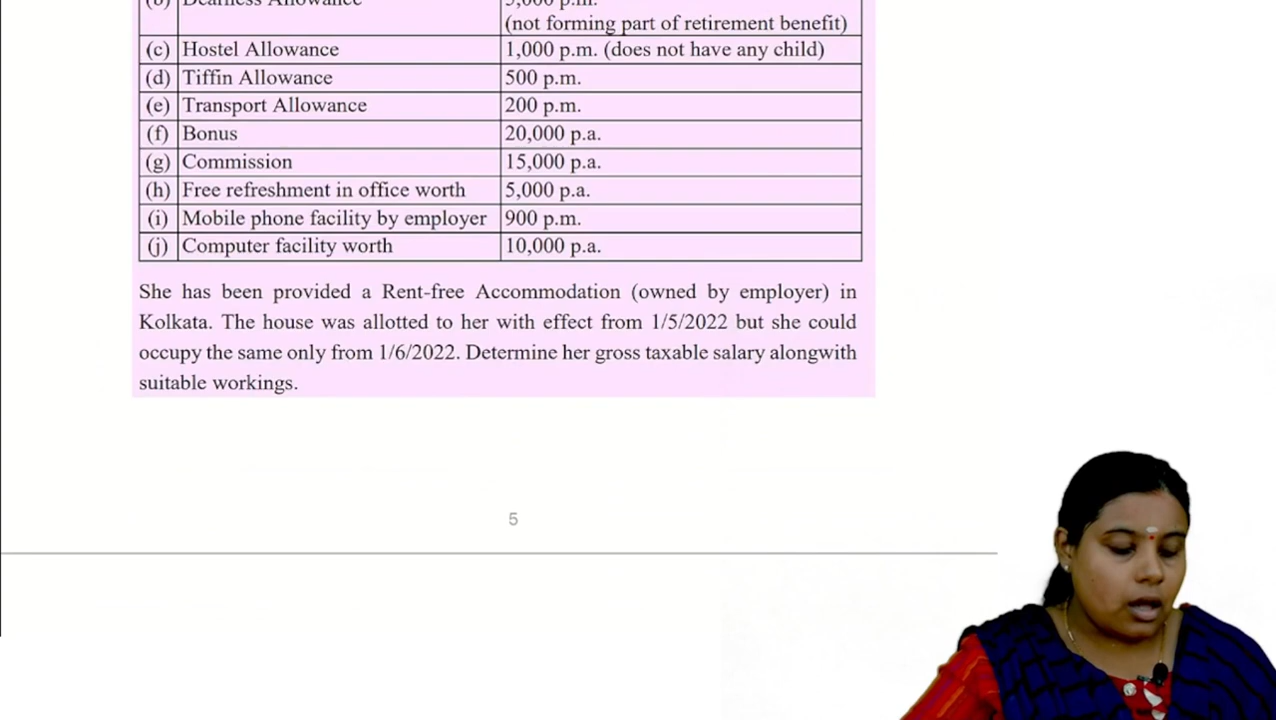 (b) Dearness Allowance 5,000 p.m.
(not forming part of retirement benefit)
(c) Hostel Allowance 1,000 p.m. (does not have any child)
(d) Tiffin Allowance 500 p.m.
(e) Transport Allowance 200 p.m.
(f) Bonus 20,000 p.a.
(g) Commission 15,000 p.a.
(h) Free refreshment in office worth 5,000 p.a.
(i) Mobile phone facility by employer 900 p.m.
(j) Computer facility worth 10,000 p.a.
She has been provided a Rent-free Accommodation (owned by employer) in
Kolkata. The house was allotted to her with effect from 1/5/2022 but she could
occupy the same only from 1/6/2022. Determine her gross taxable salary alongwith
suitable workings.
5